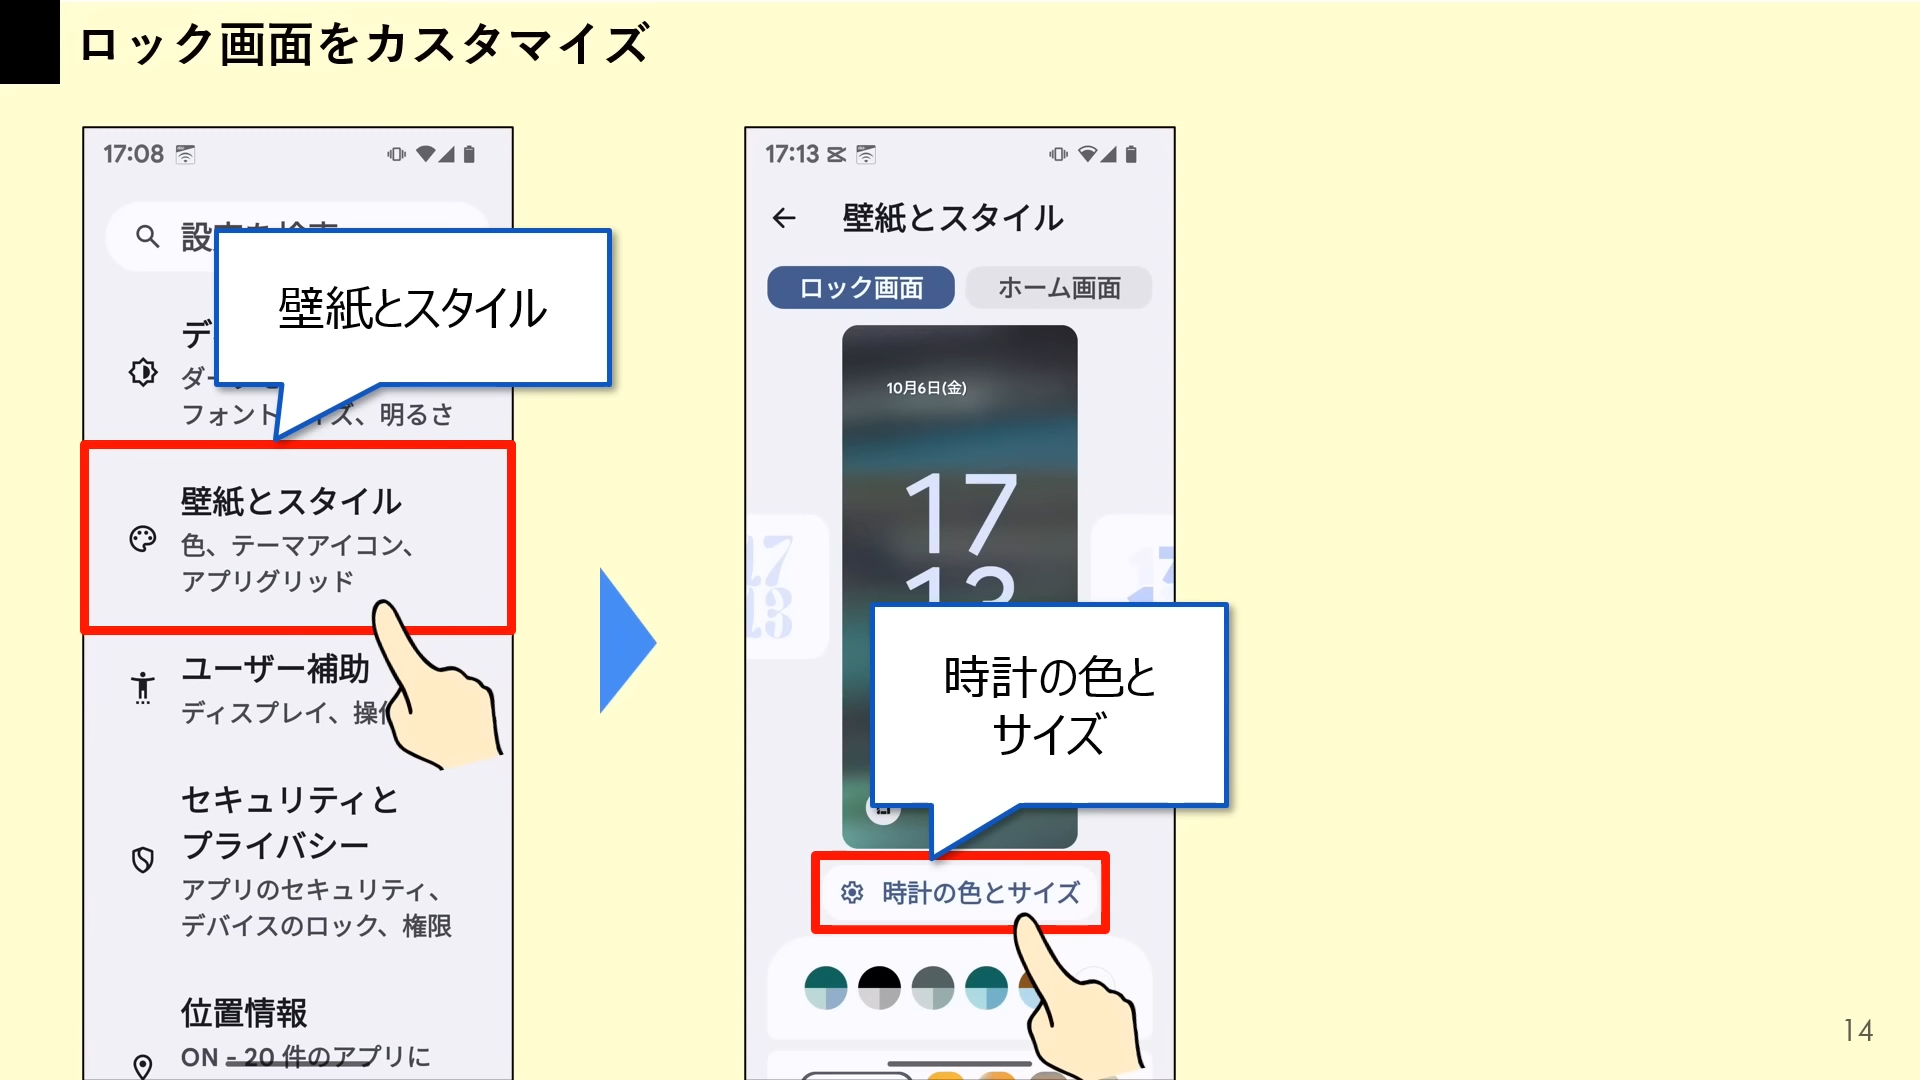 ロック画面をカスタマイズ
17:08
壁紙とスタイル
フォント
ズ、明るさ
壁紙とスタイル
色、テーマアイコン、
アプリグリッド
ユーザー補助
ディスプレイ、操作
セキュリティと
プライバシー
アプリのセキュリティ、
デバイスのロック、権限
位置情報
ON - 20 件のアプリに
17:13
壁紙とスタイル
ロック画面
ホーム画面
10月6日(金)
17
13
17
13
時計の色と
サイズ
時計の色とサイズ
14